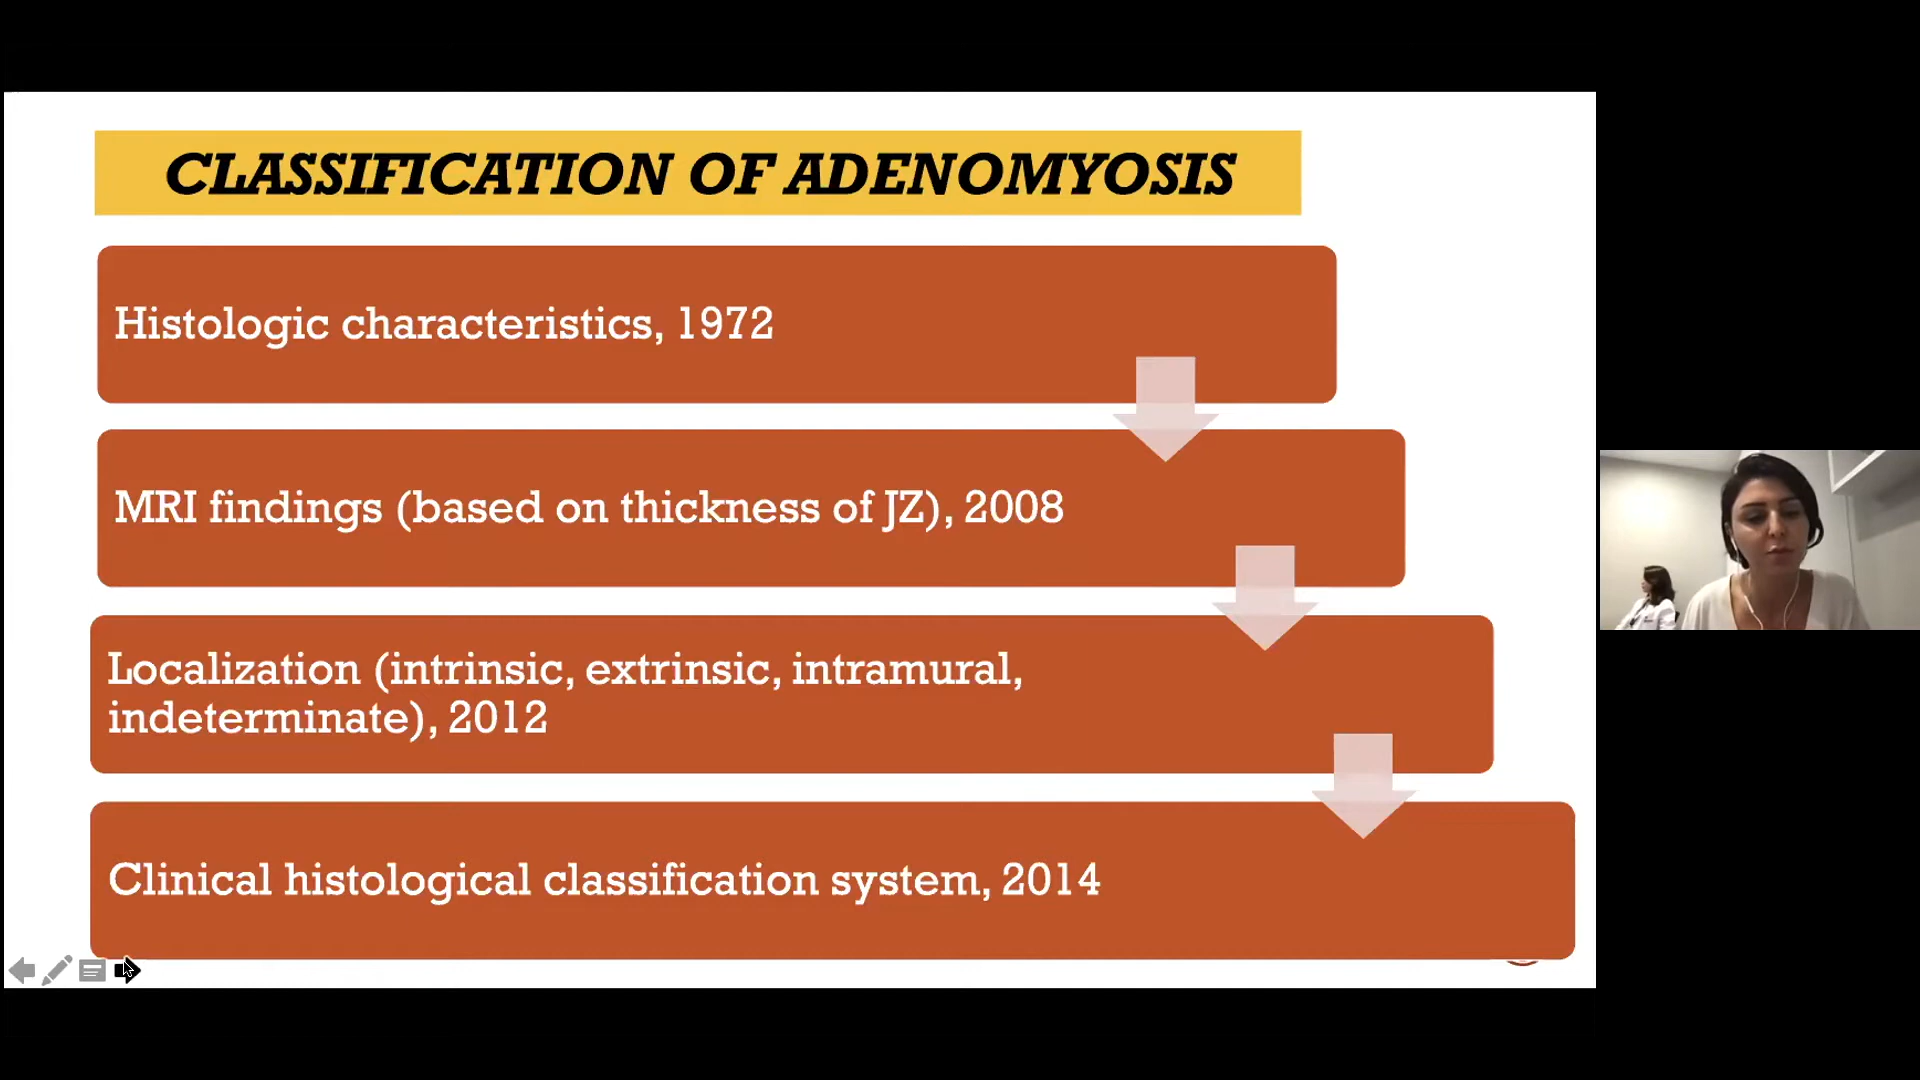 CLASSIFICATION OF ADENOMYOSIS
Histologic characteristics, 1972
MRI findings (based on thickness of JZ), 2008
Localization (intrinsic, extrinsic, intramural,
indeterminate), 2012
Clinical histological classification system, 2014